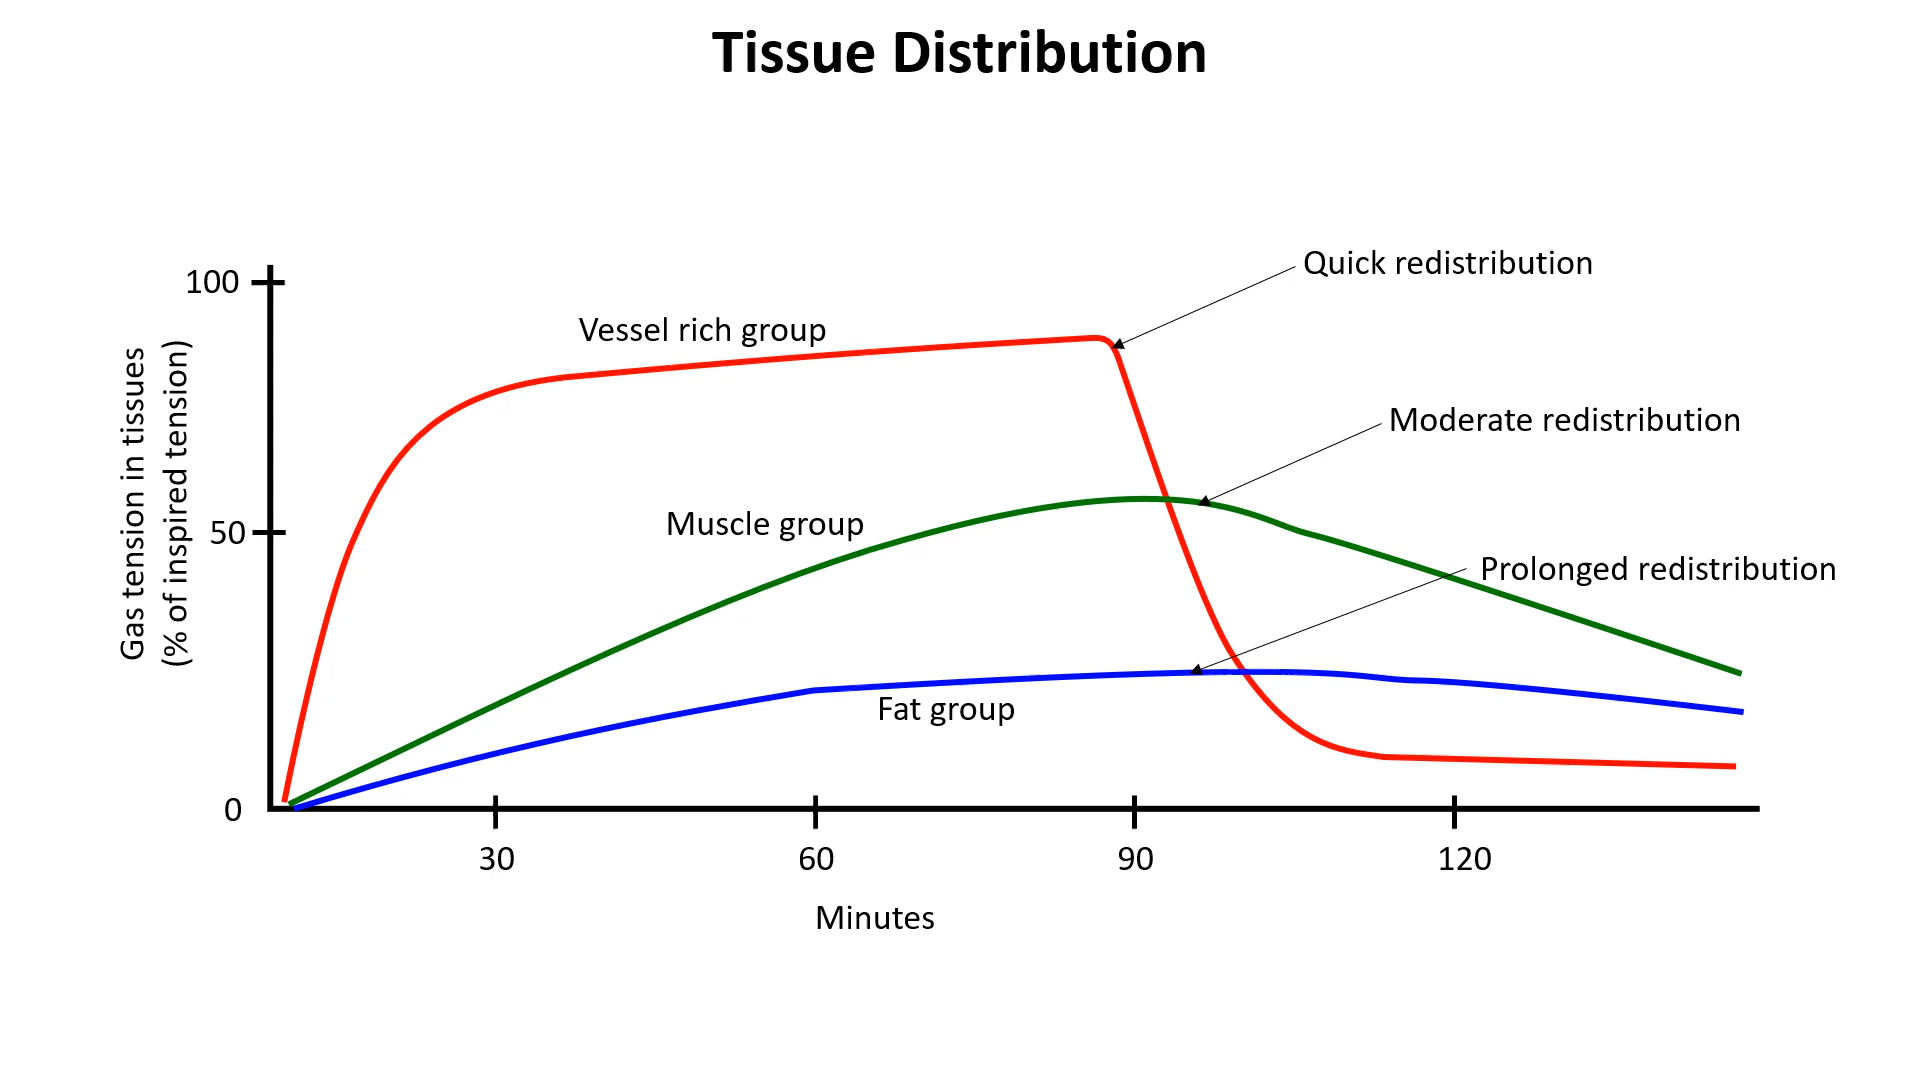 Tissue Distribution
Quick redistribution
100
Vessel rich group
Gas tension in tissues
(% of inspired tension)
Moderate redistribution
Muscle group
50
Prolonged redistribution
Fat group
0
30
60
90
120
Minutes